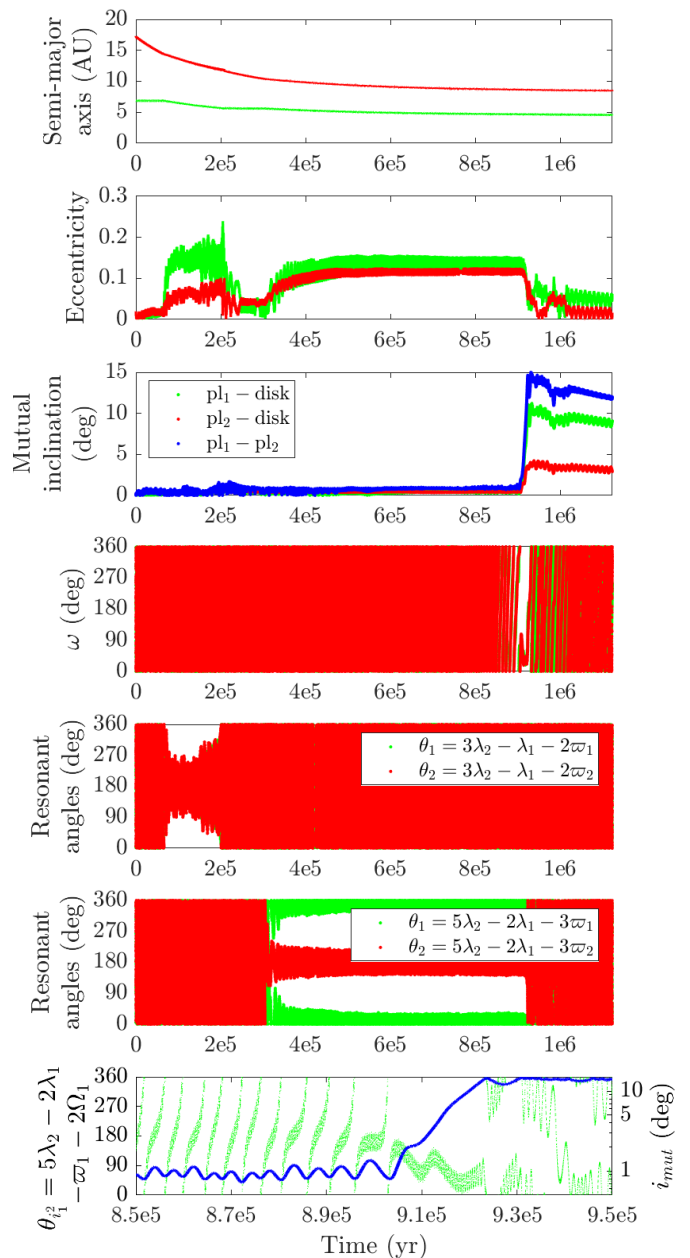 Semi-major
axis (AU)
20
15
10
5
0
0 2e5 4e5 6e5 8e5 1e6
Eccentricity
0.3
0.2
0.1
0
0 2e5 4e5 6e5 8e5 1e6
Mutual
inclination
(deg)
15
10
5
0
pl₁ − disk
pl₂ − disk
pl₁ − pl₂
0 2e5 4e5 6e5 8e5 1e6
ω (deg)
360
270
180
90
0
0 2e5 4e5 6e5 8e5 1e6
Resonant
angles (deg)
360
270
180
90
0
θ₁ = 3λ₂ − λ₁ − 2ϖ₁
θ₂ = 3λ₂ − λ₁ − 2ϖ₂
0 2e5 4e5 6e5 8e5 1e6
Resonant
angles (deg)
360
270
180
90
0
θ₁ = 5λ₂ − 2λ₁ − 3ϖ₁
θ₂ = 5λ₂ − 2λ₁ − 3ϖ₂
0 2e5 4e5 6e5 8e5 1e6
θ_{i₁²} = 5λ₂ − 2λ₁
− ϖ₁ − 2Ω₁
360
270
180
90
0
10
5
1
i_{mut} (deg)
8.5e5 8.7e5 8.9e5 9.1e5 9.3e5 9.5e5
Time (yr)